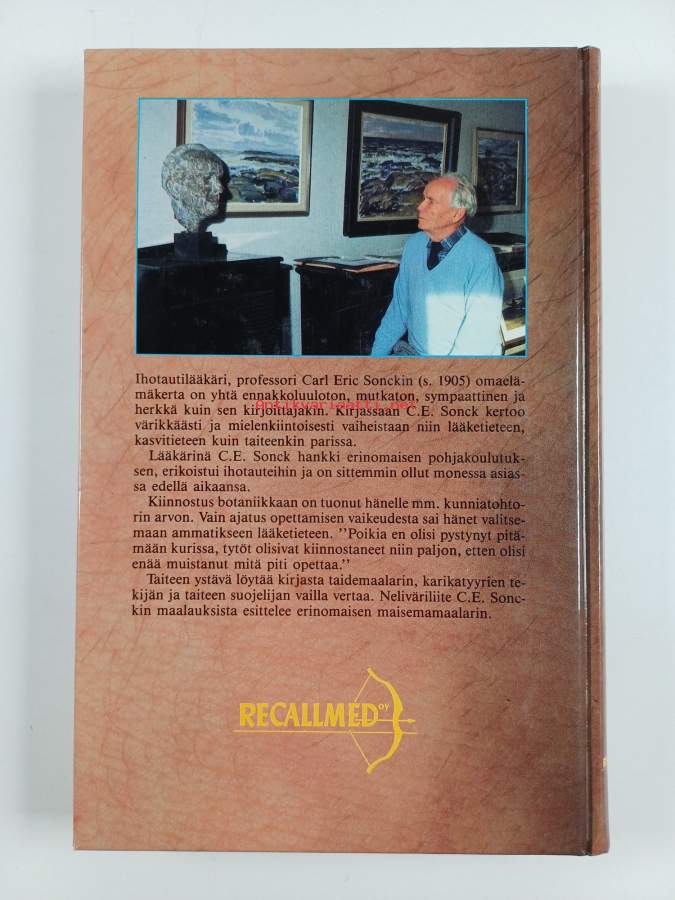 Ihotautilääkäri, professori Carl Eric Sonckin (s. 1905) omaelä-
mäkerta on yhtä ennakkoluuloton, mutkaton, sympaattinen ja
herkkä kuin sen kirjoittajakin. Kirjassaan C.E. Sonck kertoo
värikkäästi ja mielenkiintoisesti vaiheistaan niin lääketieteen,
kasvitieteen kuin taiteenkin parissa.
Lääkärinä C.E. Sonck hankki erinomaisen pohjakoulutuk-
sen, erikoistui ihotauteihin ja on sittemmin ollut monessa asias-
sa edellä aikaansa.
Kiinnostus botaniikkaan on tuonut hänelle mm. kunniatohto-
rin arvon. Vain ajatus opettamisen vaikeudesta sai hänet valitse-
maan ammatikseen lääketieteen. ''Poikia en olisi pystynyt pitä-
mään kurissa, tytöt olisivat kiinnostaneet niin paljon, etten olisi
enää muistanut mitä piti opettaa.''
Taiteen ystävä löytää kirjasta taidemaalarin, karikatyyrien te-
kijän ja taiteen suojelijan vailla vertaa. Neliväriliite C.E. Sonc-
kin maalauksista esittelee erinomaisen maisemamaalarin.
RECALLMED OY